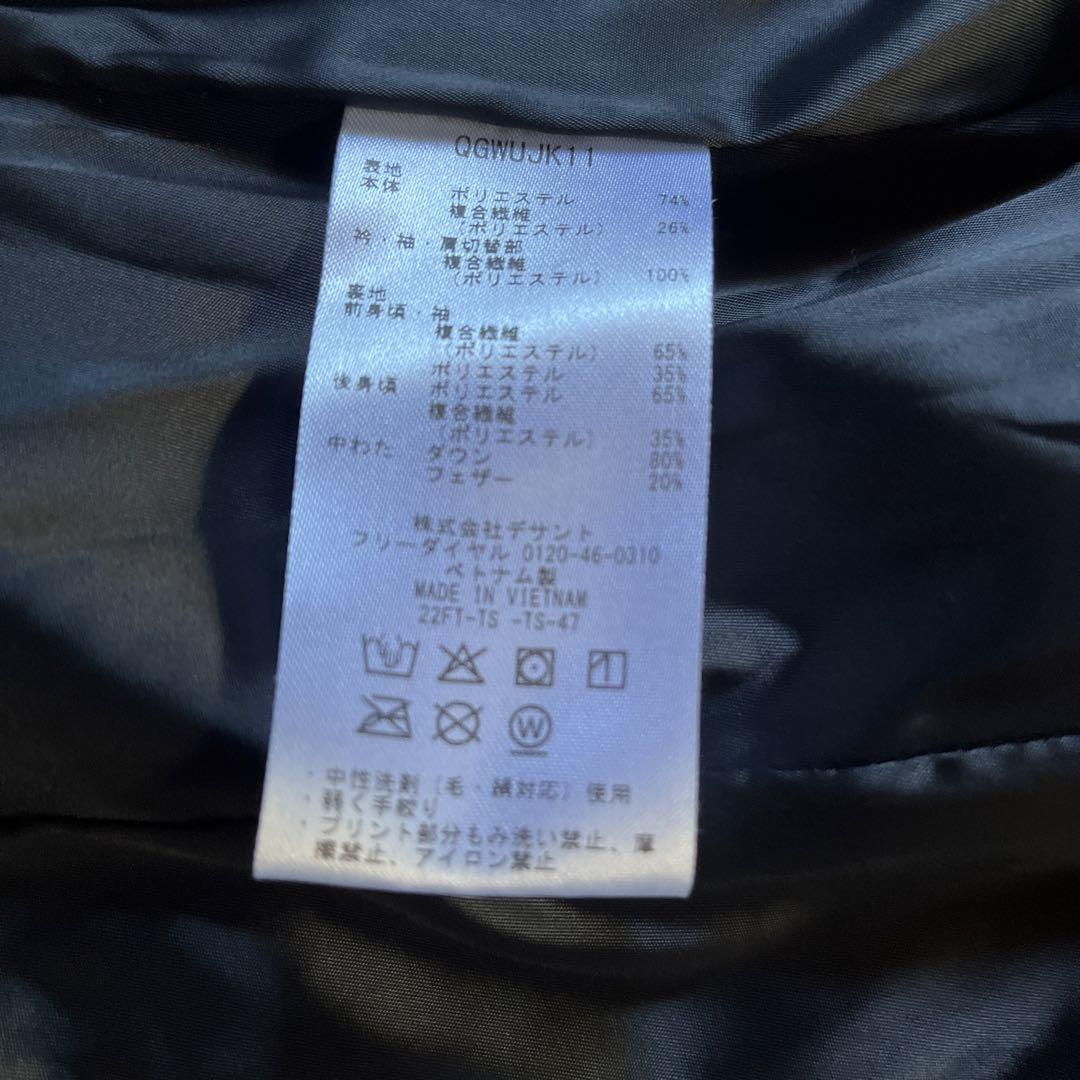 QGWUJK11
表地
本体 ポリエステル 74%
複合繊維
(ポリエステル) 26%
衿・袖・肩切替部
複合繊維
(ポリエステル) 100%
裏地
前身頃・袖
複合繊維
(ポリエステル) 65%
ポリエステル 35%
後身頃 ポリエステル 65%
複合繊維
(ポリエステル) 35%
中わた ダウン 80%
フェザー 20%
株式会社デサント
フリーダイヤル 0120-46-0310
ベトナム製
MADE IN VIETNAM
22FT-TS -TS-47
W
・中性洗剤(毛・絹対応)使用
・弱く手絞り
・プリント部分もみ洗い禁止、摩
擦禁止、アイロン禁止